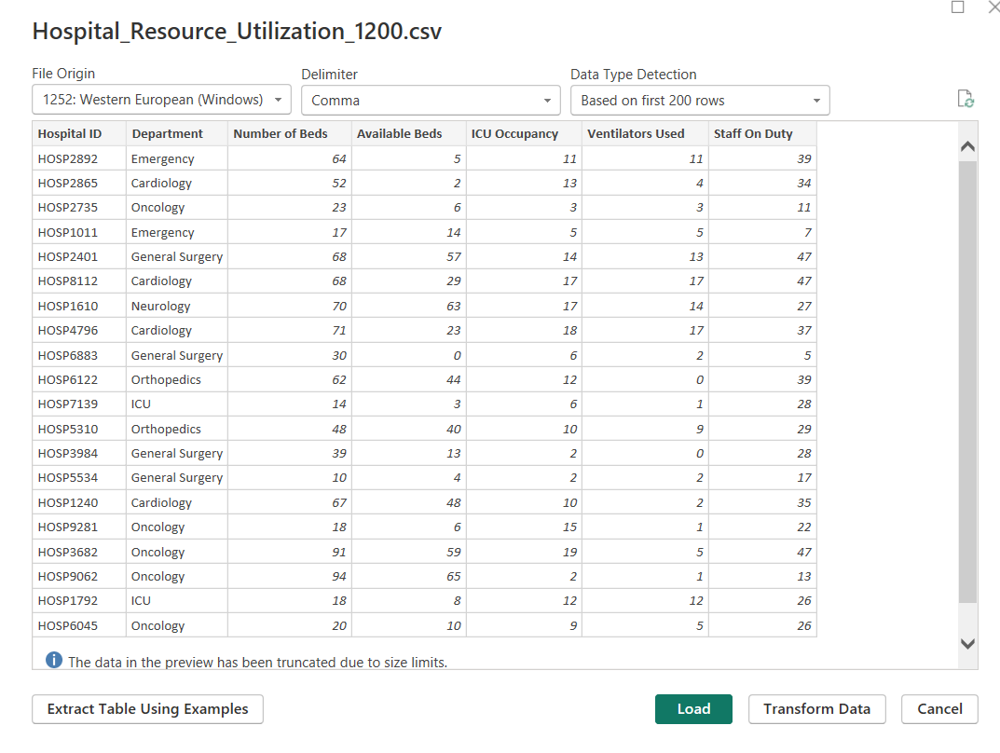 Hospital_Resource_Utilization_1200.csv
File Origin Delimiter Data Type Detection
1252: Western European (Windows) Comma Based on first 200 rows
Hospital ID Department Number of Beds Available Beds ICU Occupancy Ventilators Used Staff On Duty
HOSP2892 Emergency 64 5 11 11 39
HOSP2865 Cardiology 52 2 13 4 34
HOSP2735 Oncology 23 6 3 3 11
HOSP1011 Emergency 17 14 5 5 7
HOSP2401 General Surgery 68 57 14 13 47
HOSP8112 Cardiology 68 29 17 17 47
HOSP1610 Neurology 70 63 17 14 27
HOSP4796 Cardiology 71 23 18 17 37
HOSP6883 General Surgery 30 0 6 2 5
HOSP6122 Orthopedics 62 44 12 0 39
HOSP7139 ICU 14 3 6 1 28
HOSP5310 Orthopedics 48 40 10 9 29
HOSP3984 General Surgery 39 13 2 0 28
HOSP5534 General Surgery 10 4 2 2 17
HOSP1240 Cardiology 67 48 10 2 35
HOSP9281 Oncology 18 6 15 1 22
HOSP3682 Oncology 91 59 19 5 47
HOSP9062 Oncology 94 65 2 1 13
HOSP1792 ICU 18 8 12 12 26
HOSP6045 Oncology 20 10 9 5 26
The data in the preview has been truncated due to size limits.
Extract Table Using Examples Load Transform Data Cancel